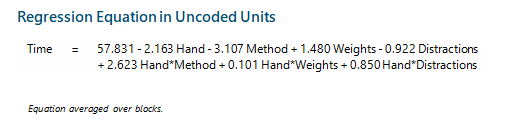 Regression Equation in Uncoded Units
Time = 57.831 - 2.163 Hand - 3.107 Method + 1.480 Weights - 0.922 Distractions
+ 2.623 Hand*Method + 0.101 Hand*Weights + 0.850 Hand*Distractions
Equation averaged over blocks.